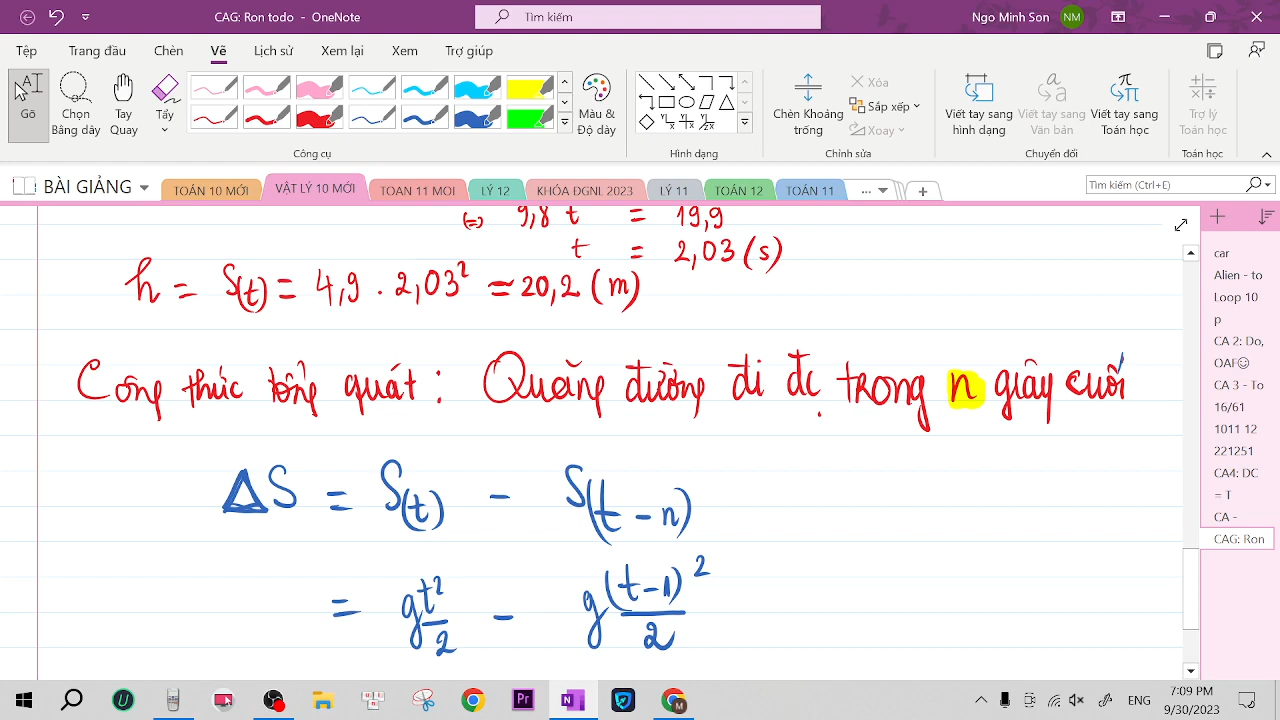 CAG: Ron todo - OneNote
Tìm kiếm
Ngo Minh Son NM
Tệp Trang đầu Chèn Vẽ Lịch sử Xem lại Xem Trợ giúp
Gõ
Chọn Bằng dây
Tay Quay
Tẩy
Màu & Độ dày
Chèn Khoảng trống
Xóa
Sắp xếp
Xoay
Viết tay sang hình dạng
Viết tay sang Văn bản
Viết tay sang Toán học
Trợ lý Toán học
Công cụ Hình dạng Chỉnh sửa Chuyển đổi Toán học
BÀI GIẢNG TOÁN 10 MỚI VẬT LÝ 10 MỚI TOAN 11 MOI LÝ 12 KHÓA ĐGNL 2023 LÝ 11 TOÁN 12 TOÁN 11 ... +
Tìm kiếm (Ctrl+E)
(=) 9,8 t = 19,9
t = 2,03 (s)
h = S(t) = 4,9 . 2,03² = 20,2 (m)
Công thức tổng quát : Quãng đường đi đc trong n giây cuối
ΔS = S(t) - S(t-n)
= g t²/2 - g (t-n)²/2
car
Alien - to
Loop 10
p
CA 2: Do,
OAI☺
CA 3 - To
16/61
1011 12
221251
CA4: DC
= T
CA -
CAG: Ron
Pr
M
ENG
7:09 PM
9/30/2023